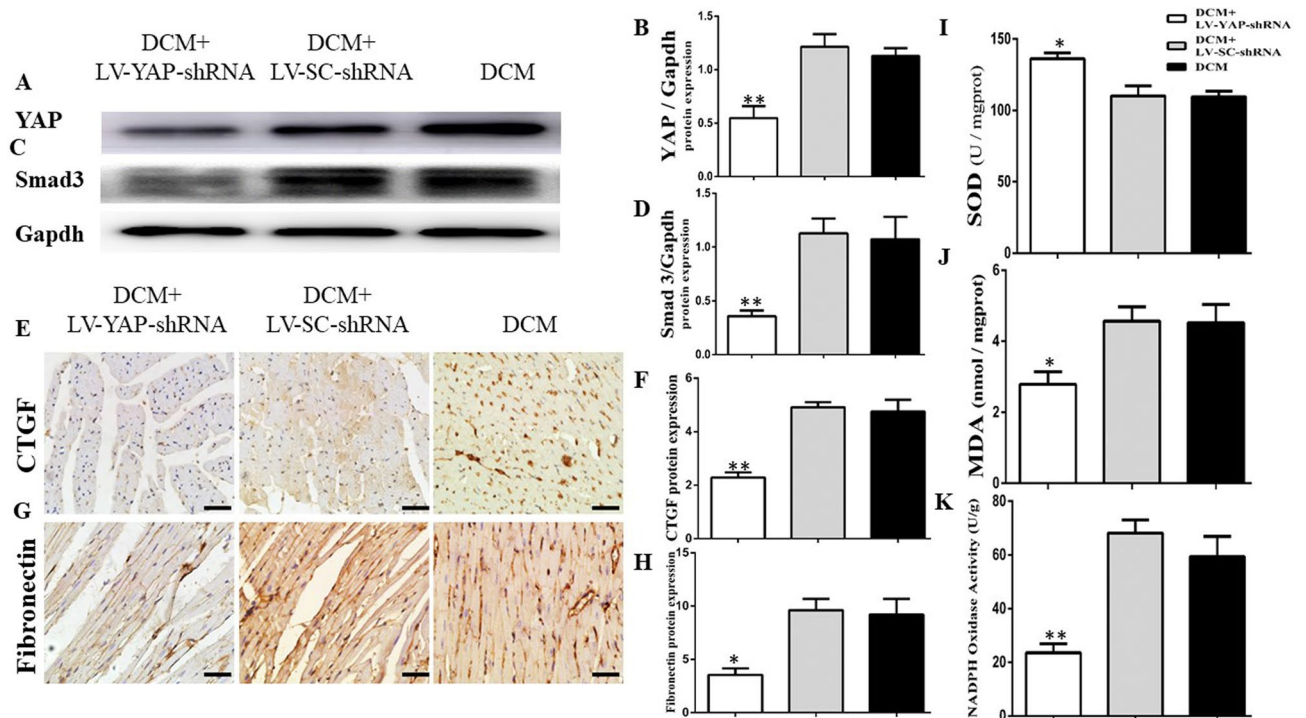 A
DCM+
LV-YAP-shRNA
DCM+
LV-SC-shRNA
DCM
YAP
C
Smad3
Gapdh
E
DCM+
LV-YAP-shRNA
DCM+
LV-SC-shRNA
DCM
CTGF
G
Fibronectin
B
YAP / Gapdh
protein expression
1.5
1.0
0.5
0.0
**
D
Smad 3/Gapdh
protein expression
1.5
1.0
0.5
0.0
**
F
CTGF protein expression
6
4
2
0
**
H
Fibronectin protein expression
15
10
5
0
*
I
DCM+
LV-YAP-shRNA
DCM+
LV-SC-shRNA
DCM
SOD (U / mgprot)
150
100
50
0
*
J
MDA (nmol / mgprot)
6
4
2
0
*
K
NADPH Oxidase Activity (U/g)
80
60
40
20
0
**